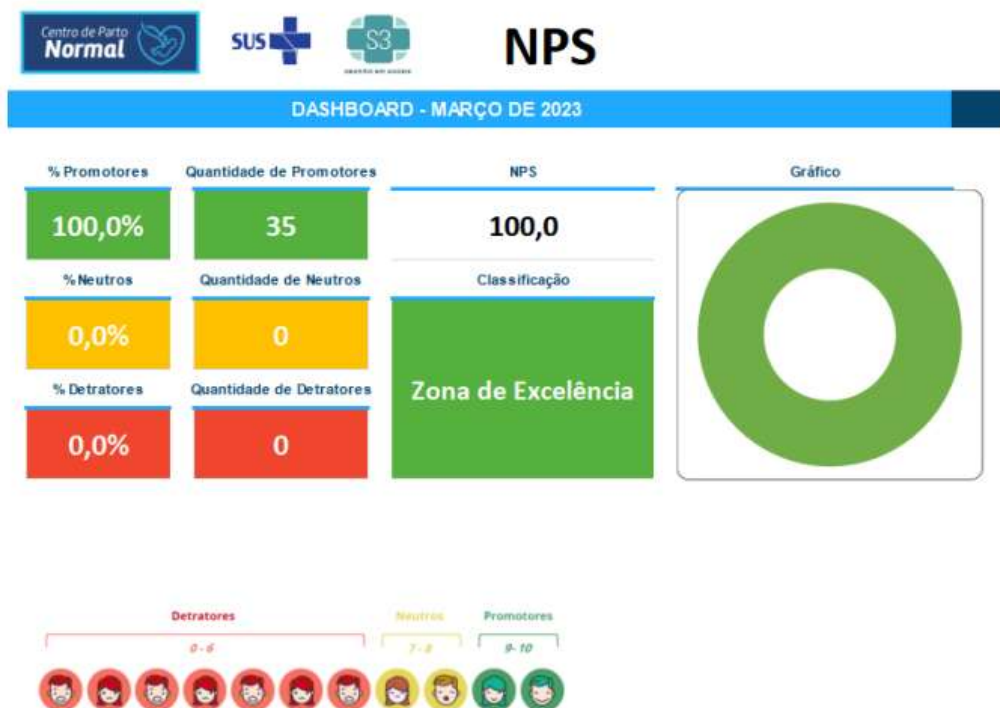 Centro de Parto
Normal
SUS
S3
NPS
DASHBOARD - MARÇO DE 2023
% Promotores
Quantidade de Promotores
NPS
Gráfico
100,0%
35
100,0
% Neutros
Quantidade de Neutros
Classificação
0,0%
0
Zona de Excelência
% Detratores
Quantidade de Detratores
0,0%
0
Detratores
Neutros
Promotores
0 - 6
7 - 8
9- 10